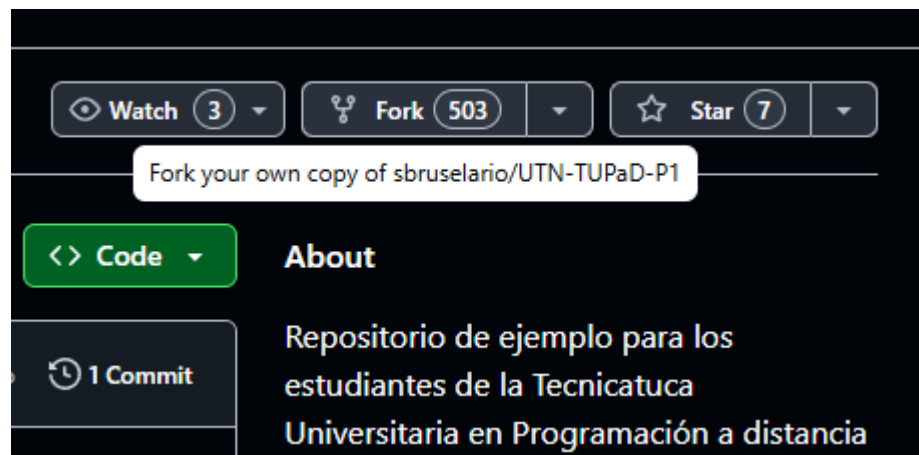 Watch 3
Fork 503
Star 7
Fork your own copy of sbruselario/UTN-TUPaD-P1
<> Code
About
1 Commit
Repositorio de ejemplo para los
estudiantes de la Tecnicatuca
Universitaria en Programación a distancia